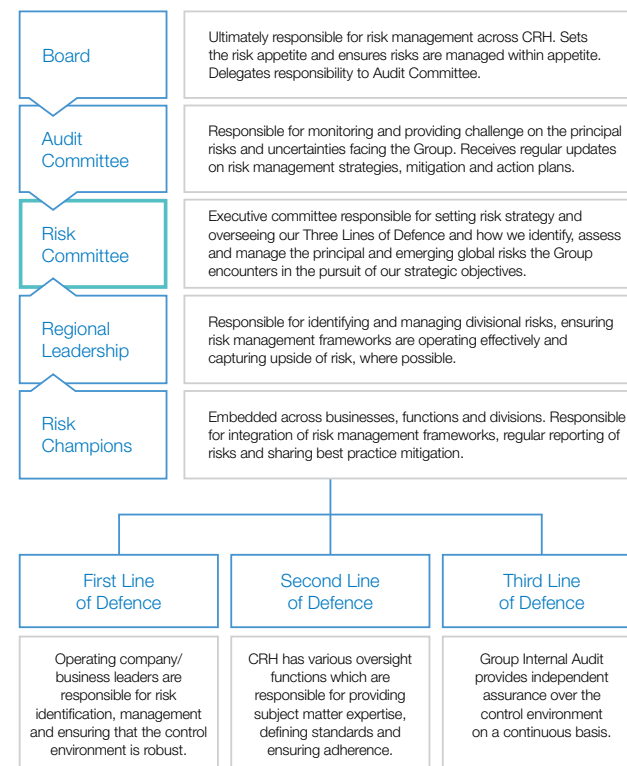 Board
Ultimately responsible for risk management across CRH. Sets
the risk appetite and ensures risks are managed within appetite.
Delegates responsibility to Audit Committee.
Audit
Committee
Responsible for monitoring and providing challenge on the principal
risks and uncertainties facing the Group. Receives regular updates
on risk management strategies, mitigation and action plans.
Risk
Committee
Executive committee responsible for setting risk strategy and
overseeing our Three Lines of Defence and how we identify, assess
and manage the principal and emerging global risks the Group
encounters in the pursuit of our strategic objectives.
Regional
Leadership
Responsible for identifying and managing divisional risks, ensuring
risk management frameworks are operating effectively and
capturing upside of risk, where possible.
Risk
Champions
Embedded across businesses, functions and divisions. Responsible
for integration of risk management frameworks, regular reporting of
risks and sharing best practice mitigation.
First Line
of Defence
Operating company/
business leaders are
responsible for risk
identification, management
and ensuring that the control
environment is robust.
Second Line
of Defence
CRH has various oversight
functions which are
responsible for providing
subject matter expertise,
defining standards and
ensuring adherence.
Third Line
of Defence
Group Internal Audit
provides independent
assurance over the
control environment
on a continuous basis.